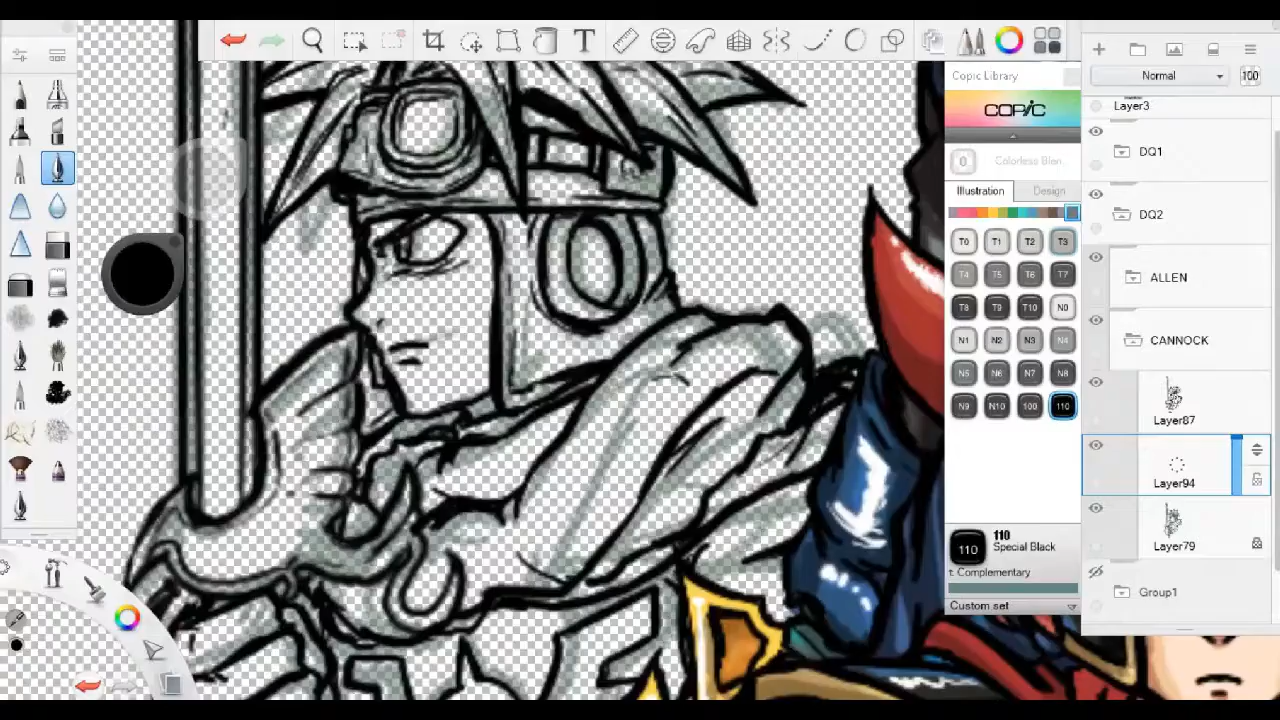 Copic Library
COPIC
0 Colorless Blen...
Illustration Design
T0 T1 T2 T3
T4 T5 T6 T7
T8 T9 T10 N0
N1 N2 N3 N4
N5 N6 N7 N8
N9 N10 100 110
110 110
Special Black
t. Complementary
Custom set
T
Normal 100
Layer3
DQ1
DQ2
ALLEN
CANNOCK
Layer87
Layer94
Layer79
Group1